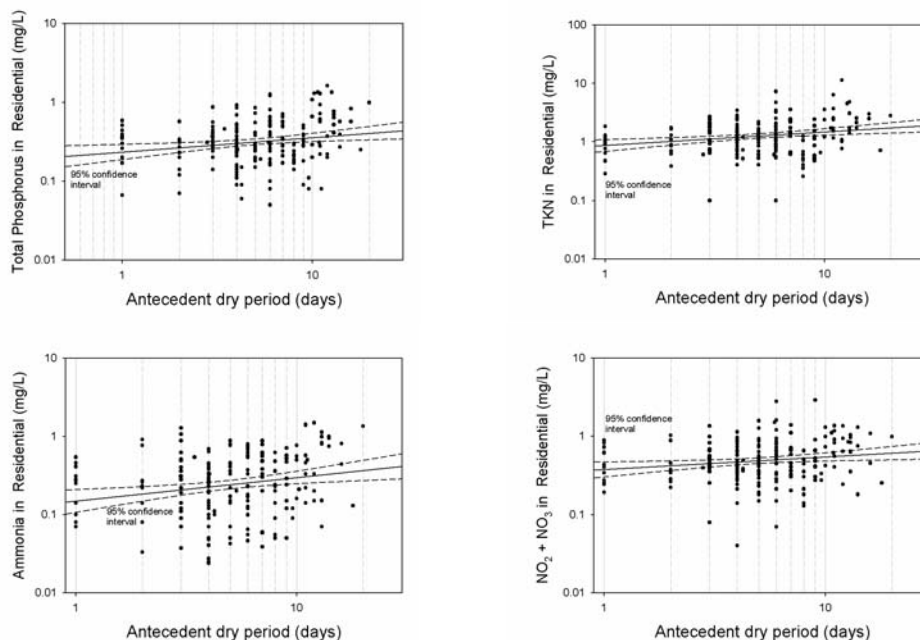 Total Phosphorus in Residential (mg/L)
10
1
0.1
0.01
95% confidence
interval
1
10
Antecedent dry period (days)
TKN in Residential (mg/L)
100
10
1
0.1
0.01
95% confidence
interval
1
10
Antecedent dry period (days)
Ammonia in Residential (mg/L)
10
1
0.1
0.01
95% confidence
interval
1
10
Antecedent dry period (days)
NO2 + NO3 in Residential (mg/L)
10
1
0.1
0.01
95% confidence
interval
1
10
Antecedent dry period (days)